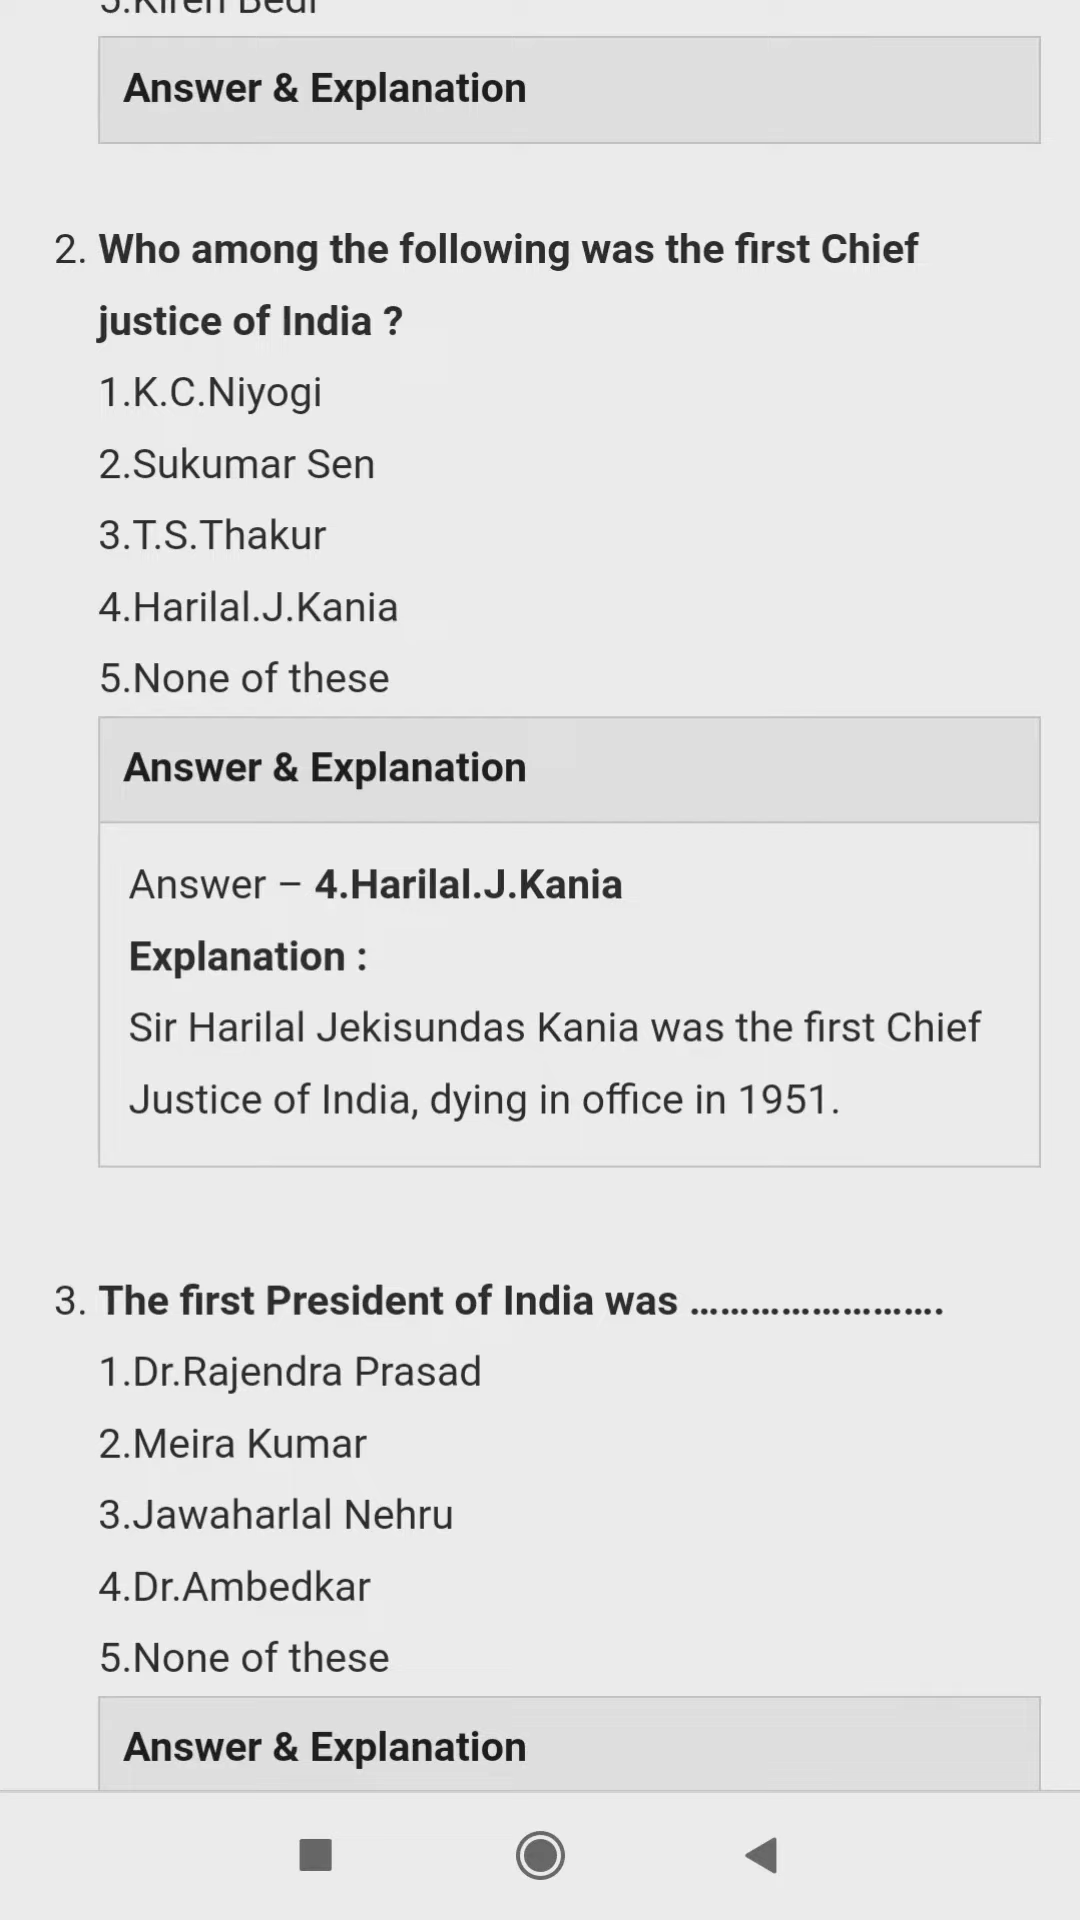 5.Kiren Bedi
Answer & Explanation
2. Who among the following was the first Chief
justice of India ?
1.K.C.Niyogi
2.Sukumar Sen
3.T.S.Thakur
4.Harilal.J.Kania
5.None of these
Answer & Explanation
Answer – 4.Harilal.J.Kania
Explanation :
Sir Harilal Jekisundas Kania was the first Chief
Justice of India, dying in office in 1951.
3. The first President of India was …………………….
1.Dr.Rajendra Prasad
2.Meira Kumar
3.Jawaharlal Nehru
4.Dr.Ambedkar
5.None of these
Answer & Explanation